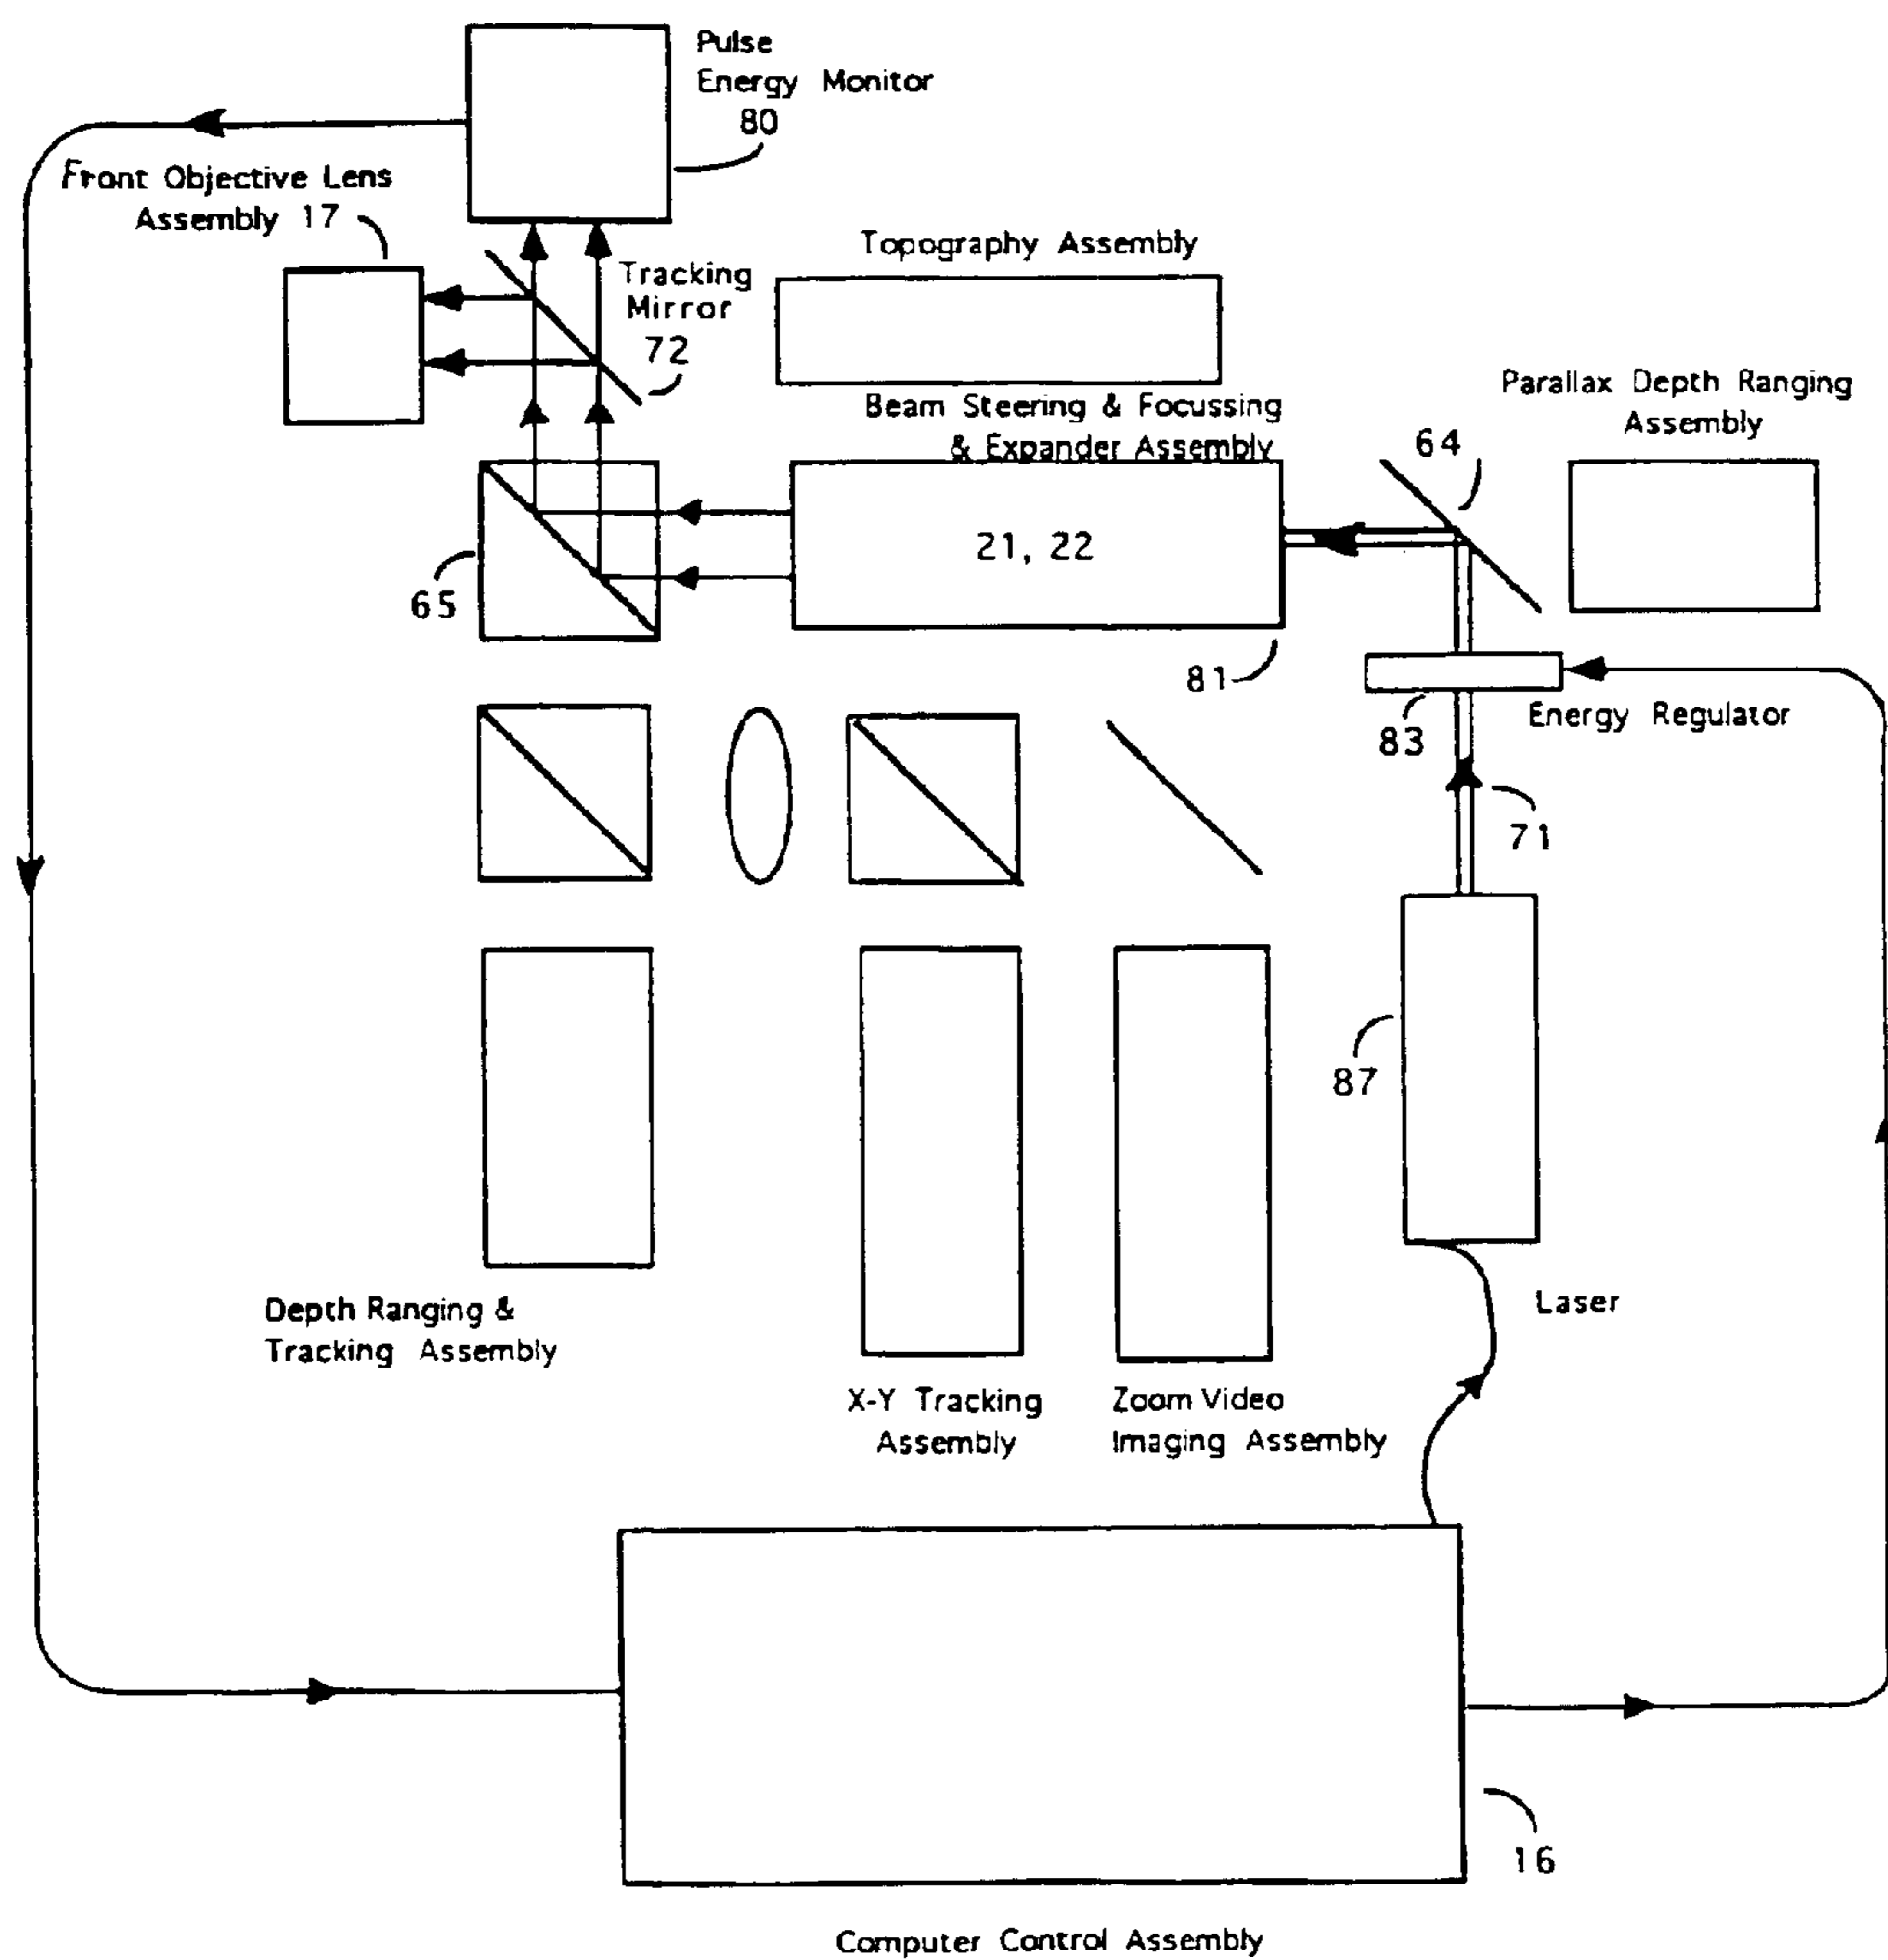 Pulse
Energy Monitor
80
Front Objective Lens
Assembly 17
Topography Assembly
Tracking
Mirror
72
Beam Steering & Focussing
& Expander Assembly
Parallax Depth Ranging
Assembly
64
21, 22
65
81
83
Energy Regulator
71
87
Laser
Depth Ranging &
Tracking Assembly
X-Y Tracking
Assembly
Zoom Video
Imaging Assembly
16
Computer Control Assembly